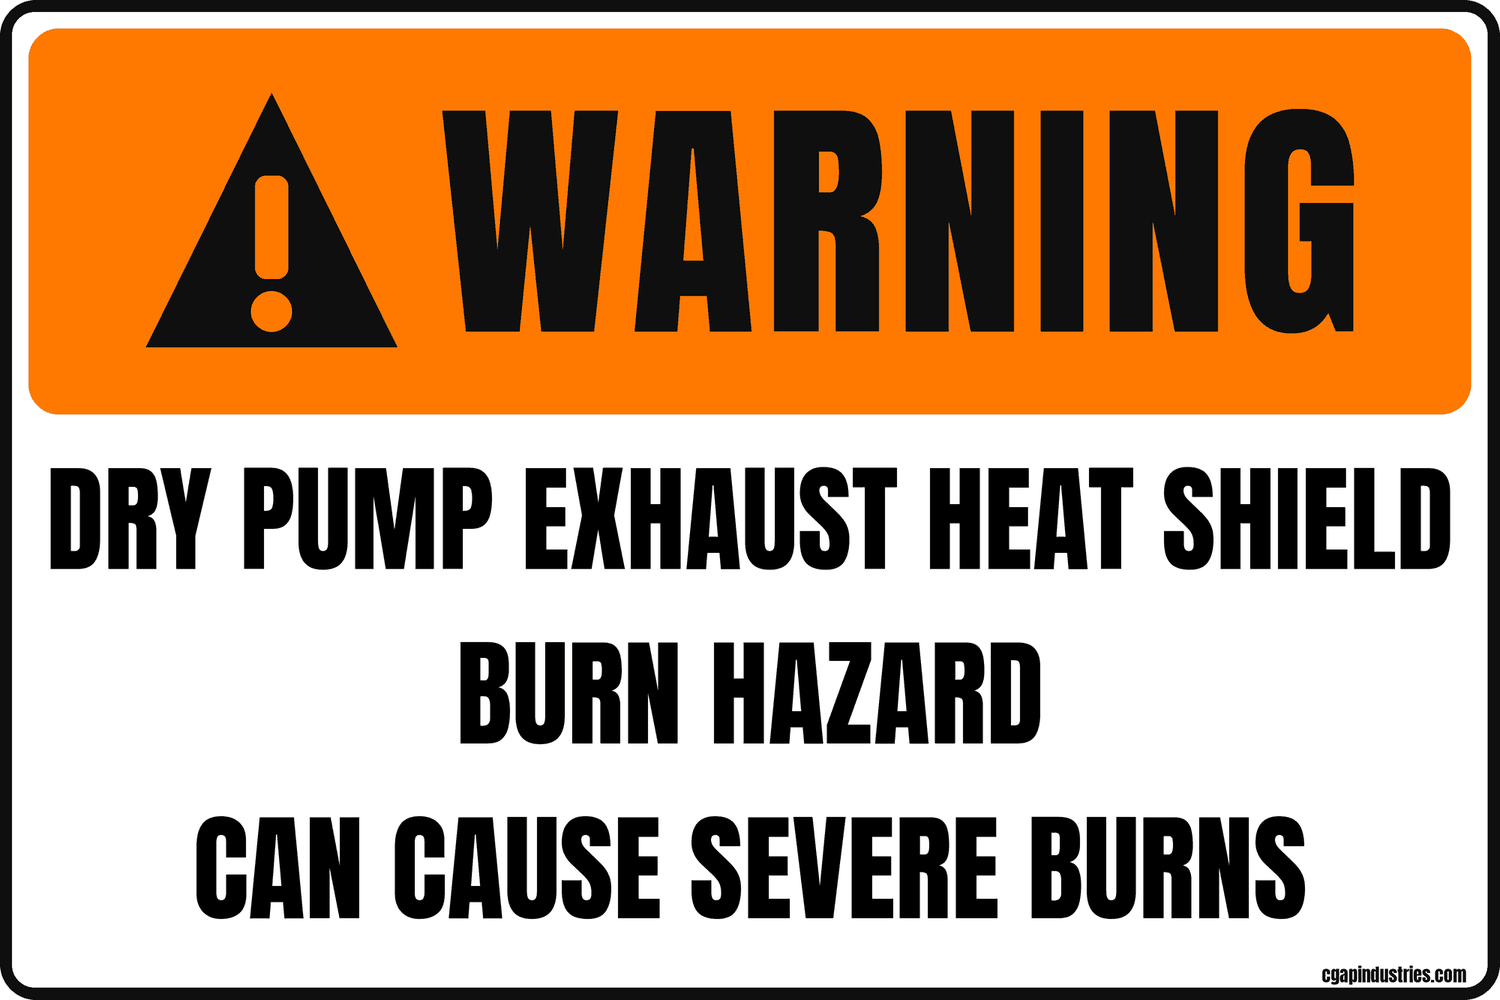 WARNING
DRY PUMP EXHAUST HEAT SHIELD
BURN HAZARD
CAN CAUSE SEVERE BURNS
cgapindustries.com